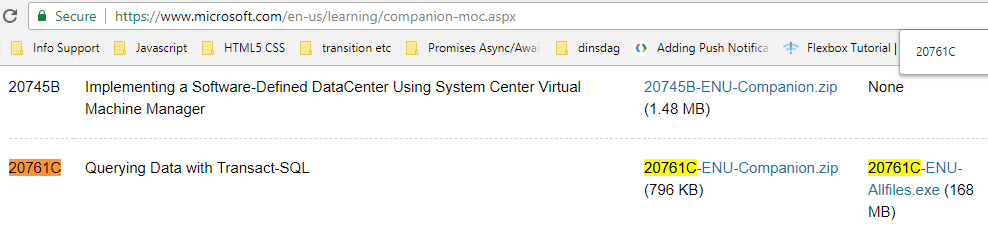 Secure https://www.microsoft.com/en-us/learning/companion-moc.aspx
Info Support Javascript HTML5 CSS transition etc Promises Async/Awai dinsdag Adding Push Notifica Flexbox Tutorial | 20761C
20745B Implementing a Software-Defined DataCenter Using System Center Virtual 20745B-ENU-Companion.zip None
Machine Manager (1.48 MB)
20761C Querying Data with Transact-SQL 20761C-ENU-Companion.zip 20761C-ENU-
(796 KB) Allfiles.exe (168
MB)